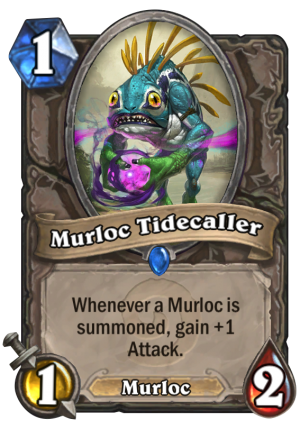 1
Murloc Tidecaller
Whenever a Murloc is
summoned, gain +1
Attack.
1
Murloc
2